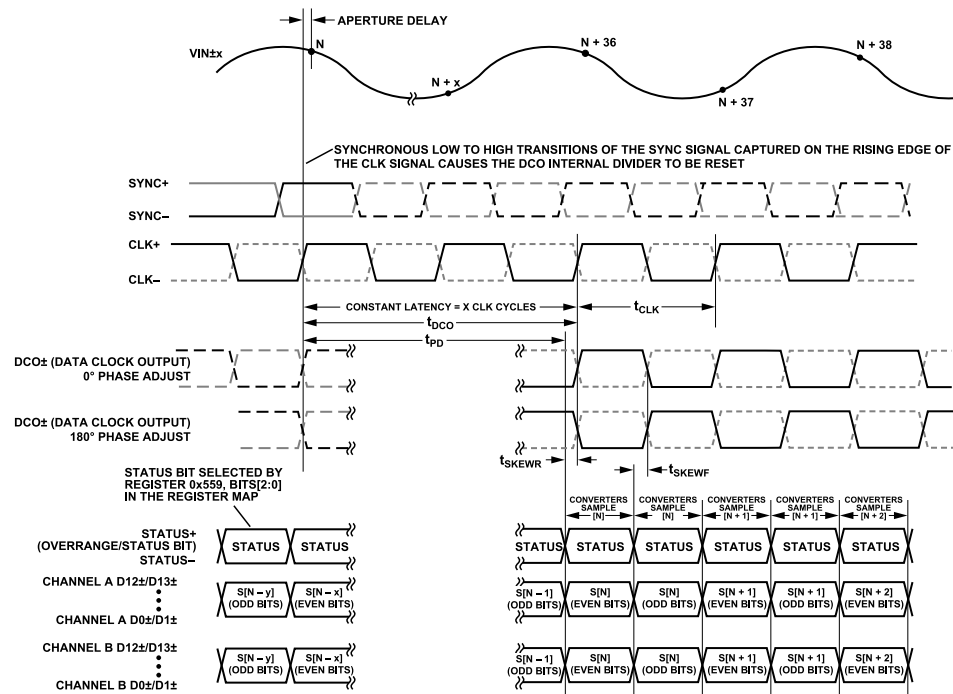 APERTURE DELAY
VIN±x
N
N + x
N + 36
N + 37
N + 38
SYNCHRONOUS LOW TO HIGH TRANSITIONS OF THE SYNC SIGNAL CAPTURED ON THE RISING EDGE OF
THE CLK SIGNAL CAUSES THE DCO INTERNAL DIVIDER TO BE RESET
SYNC+
SYNC–
CLK+
CLK–
CONSTANT LATENCY = X CLK CYCLES
tCLK
tDCO
tPD
DCO± (DATA CLOCK OUTPUT)
0° PHASE ADJUST
DCO± (DATA CLOCK OUTPUT)
180° PHASE ADJUST
tSKEWR
tSKEWF
STATUS BIT SELECTED BY
REGISTER 0x559, BITS[2:0]
IN THE REGISTER MAP
CONVERTERS
SAMPLE
[N]
CONVERTERS
SAMPLE
[N]
CONVERTERS
SAMPLE
[N + 1]
CONVERTERS
SAMPLE
[N + 1]
CONVERTERS
SAMPLE
[N + 2]
STATUS+
(OVERRANGE/STATUS BIT)
STATUS–
STATUS
STATUS
STATUS
STATUS
STATUS
STATUS
STATUS
STATUS
CHANNEL A D12±/D13±
CHANNEL A D0±/D1±
S[N – y]
(ODD BITS)
S[N – x]
(EVEN BITS)
S[N – 1]
(ODD BITS)
S[N]
(EVEN BITS)
S[N]
(ODD BITS)
S[N + 1]
(EVEN BITS)
S[N + 1]
(ODD BITS)
S[N + 2]
(EVEN BITS)
CHANNEL B D12±/D13±
CHANNEL B D0±/D1±
S[N – y]
(ODD BITS)
S[N – x]
(EVEN BITS)
S[N – 1]
(ODD BITS)
S[N]
(EVEN BITS)
S[N]
(ODD BITS)
S[N + 1]
(EVEN BITS)
S[N + 1]
(ODD BITS)
S[N + 2]
(EVEN BITS)